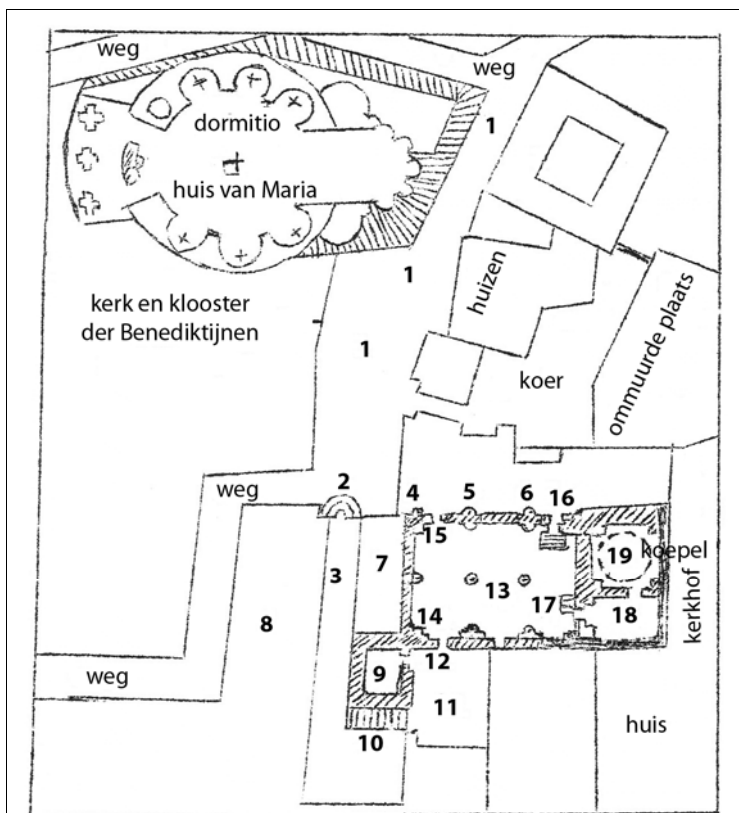 weg
weg
dormitio
1
huis van Maria
1
huizen
kerk en klooster
der Benediktijnen
1
koer
ommuurde plaats
2
weg
4
5
6
16
15
19
koepel
3
7
13
17
18
kerkhof
8
14
12
weg
9
11
10
huis